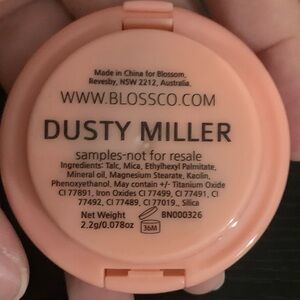 Made in China for Blossom,
Revesby, NSW 2212, Australia.
WWW.BLOSSCO.COM
DUSTY MILLER
samples-not for resale
Ingredients: Talc, Mica, Ethylhexyl Palmitate,
Mineral oil, Magnesium Stearate, Kaolin,
Phenoxyethanol. May contain +/- Titanium Oxide
CI 77891, Iron Oxides CI 77499, CI 77491, CI
77492, CI 77489, CI 77019., Silica
Net Weight
2.2g/0.078oz
36M
BN000326